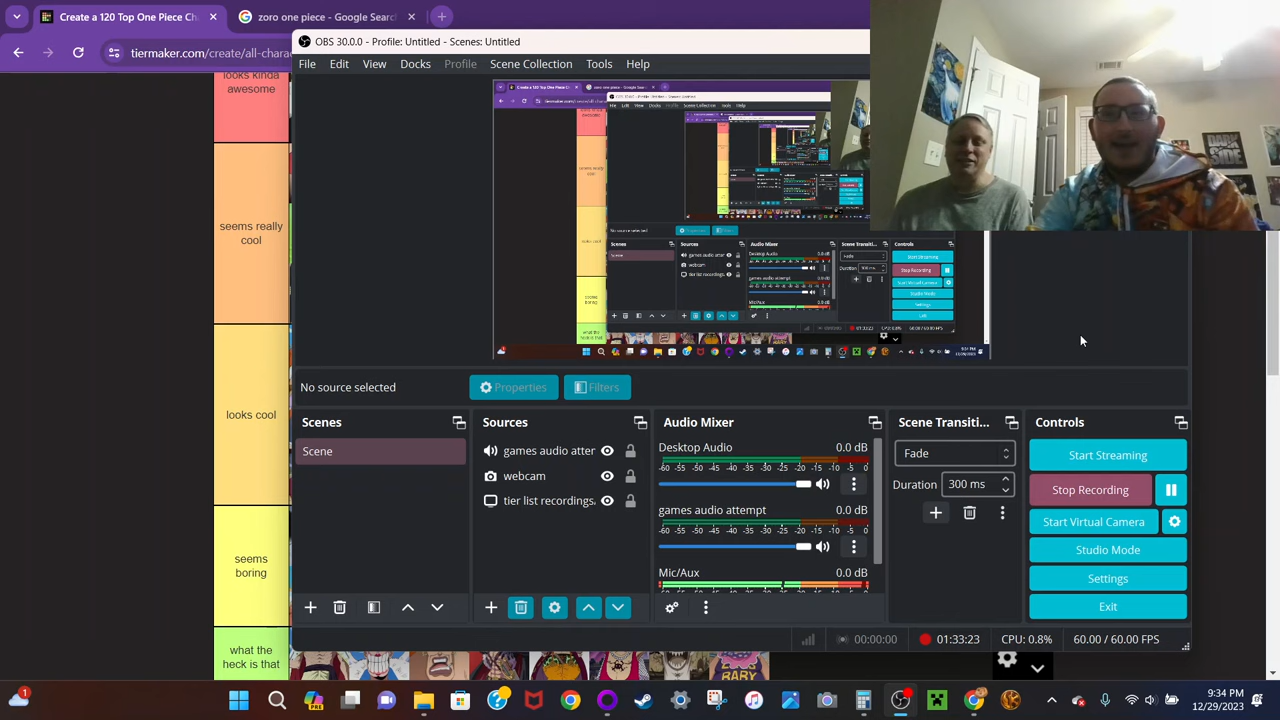 Create a 120 Top One Piece Ch
zoro one piece - Google Search
tiermaker.com/create/all-charac
looks kinda
awesome
seems really
cool
looks cool
seems
boring
what the
heck is that
OBS 30.0.0 - Profile: Untitled - Scenes: Untitled
File Edit View Docks Profile Scene Collection Tools Help
No source selected
Properties
Filters
Scenes
Scene
Sources
games audio atter
webcam
tier list recordings.
Audio Mixer
Desktop Audio 0.0 dB
-60 -55 -50 -45 -40 -35 -30 -25 -20 -15 -10 -5 0
games audio attempt 0.0 dB
-60 -55 -50 -45 -40 -35 -30 -25 -20 -15 -10 -5 0
Mic/Aux 0.0 dB
Scene Transiti...
Fade
Duration 300 ms
Controls
Start Streaming
Stop Recording
Start Virtual Camera
Studio Mode
Settings
Exit
00:00:00
01:33:23
CPU: 0.8%
60.00 / 60.00 FPS
DARK
SIDE
BABY
1
PRE
9:34 PM
12/29/2023